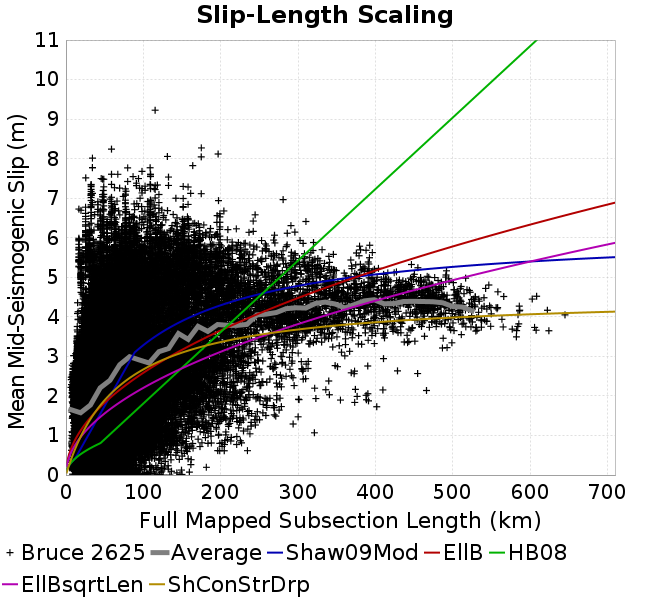 Slip-Length Scaling
Mean Mid-Seismogenic Slip (m)
11
10
9
8
7
6
5
4
3
2
1
0
0 100 200 300 400 500 600 700
Full Mapped Subsection Length (km)
Bruce 2625 Average Shaw09Mod EllB HB08
EllBsqrtLen ShConStrDrp